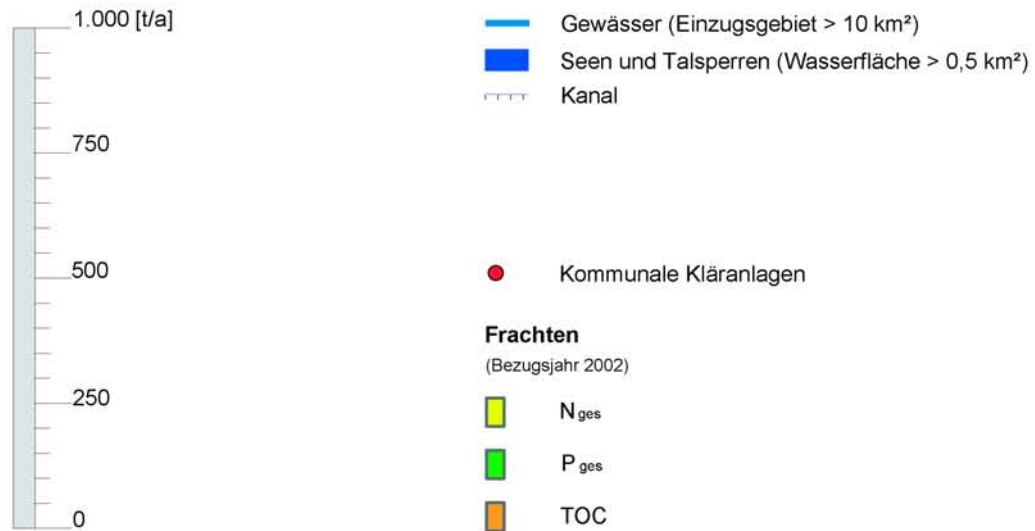 1.000 [t/a]
750
500
250
0
Gewässer (Einzugsgebiet > 10 km²)
Seen und Talsperren (Wasserfläche > 0,5 km²)
Kanal
Kommunale Kläranlagen
Frachten
(Bezugsjahr 2002)
N ges
P ges
TOC